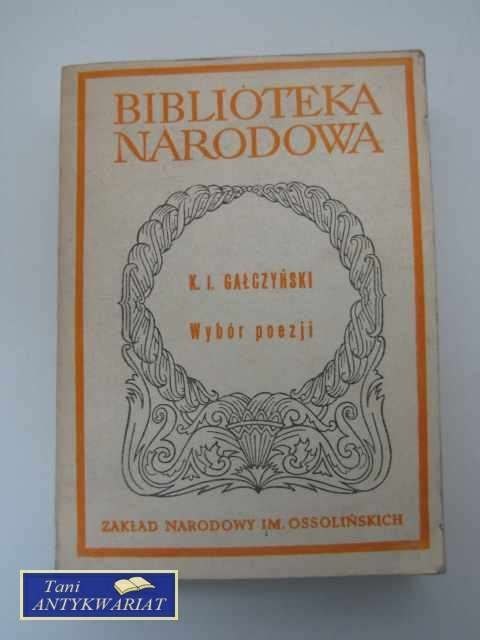 BIBLIOTEKA
NARODOWA
K. I. GAŁCZYŃSKI
Wybór poezji
ZAKŁAD NARODOWY IM. OSSOLIŃSKICH
Tani
ANTYKWARIAT